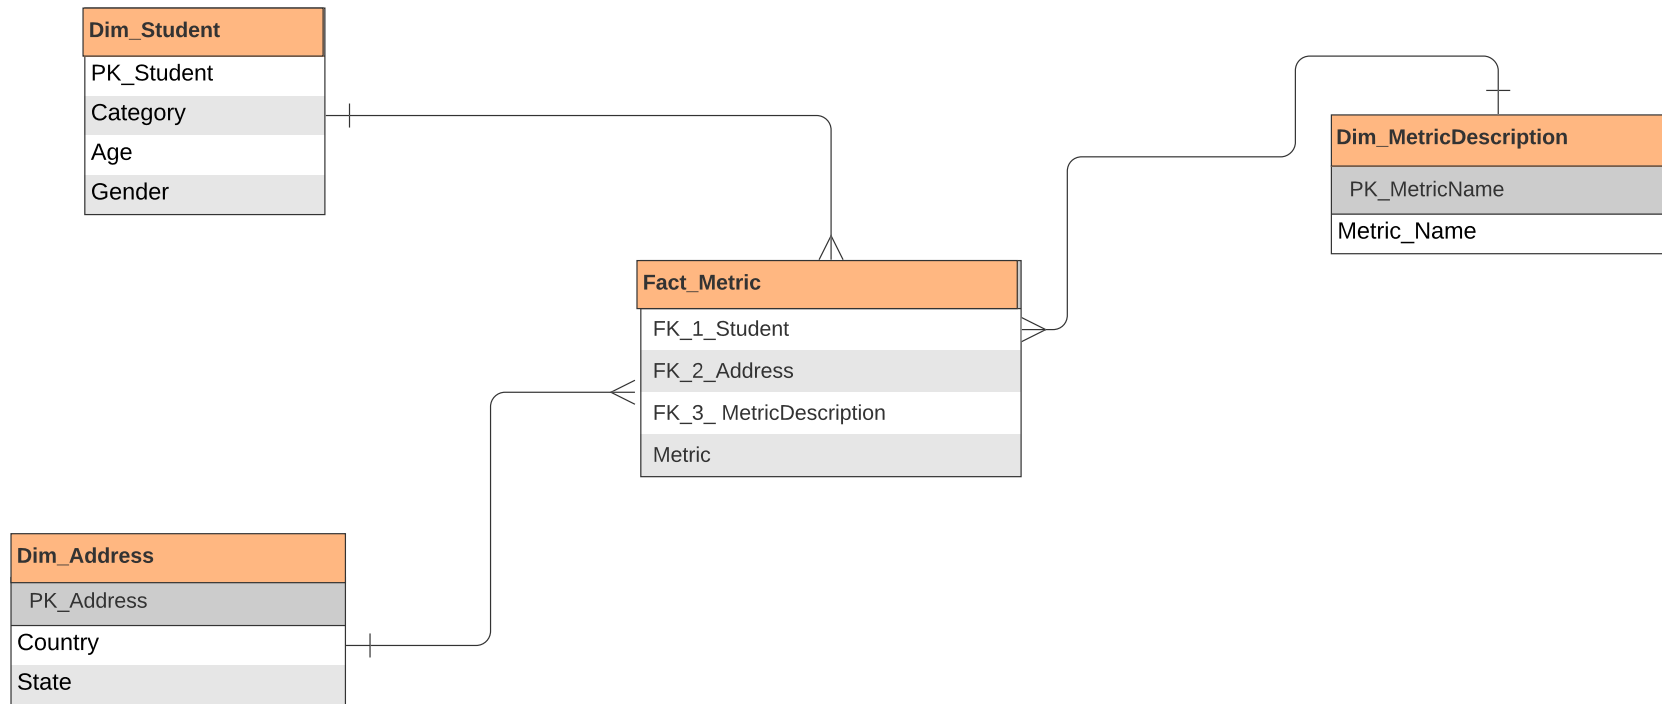 Dim_Student
PK_Student
Category
Age
Gender
Dim_MetricDescription
PK_MetricName
Metric_Name
Fact_Metric
FK_1_Student
FK_2_Address
FK_3_ MetricDescription
Metric
Dim_Address
PK_Address
Country
State